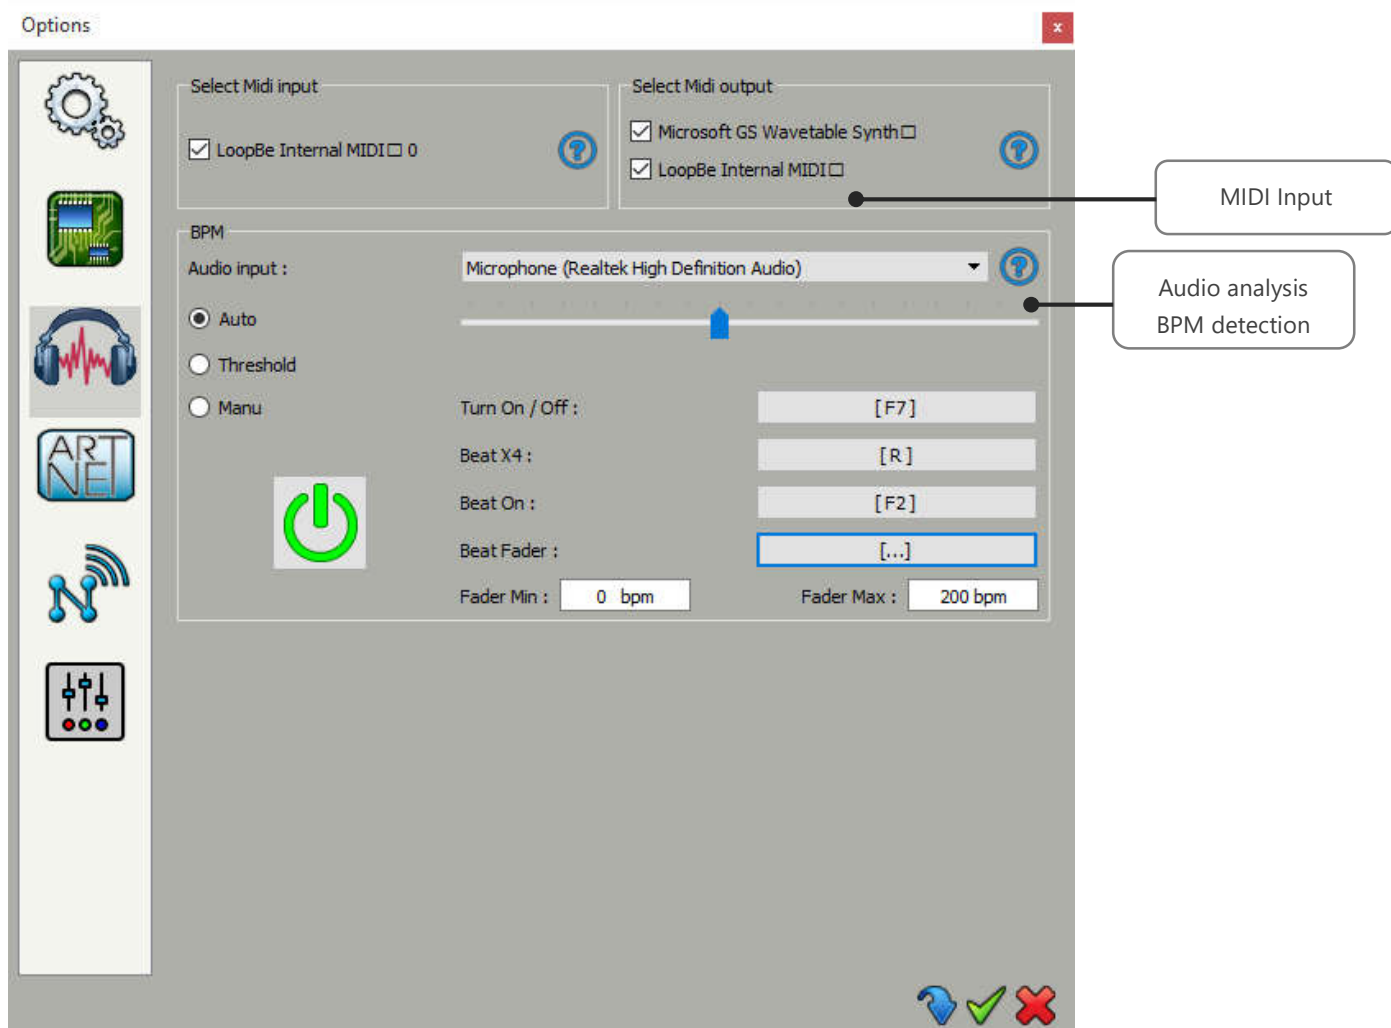 Options
x
Select Midi input
LoopBe Internal MIDI□ 0
?
Select Midi output
Microsoft GS Wavetable Synth□
LoopBe Internal MIDI□
?
MIDI Input
BPM
Audio input :
Microphone (Realtek High Definition Audio)
?
Audio analysis
BPM detection
Auto
Threshold
Manu
Turn On / Off :
[ F7 ]
Beat X4 :
[ R ]
Beat On :
[ F2 ]
Beat Fader :
[...]
Fader Min :
0 bpm
Fader Max :
200 bpm
ART
NET
N